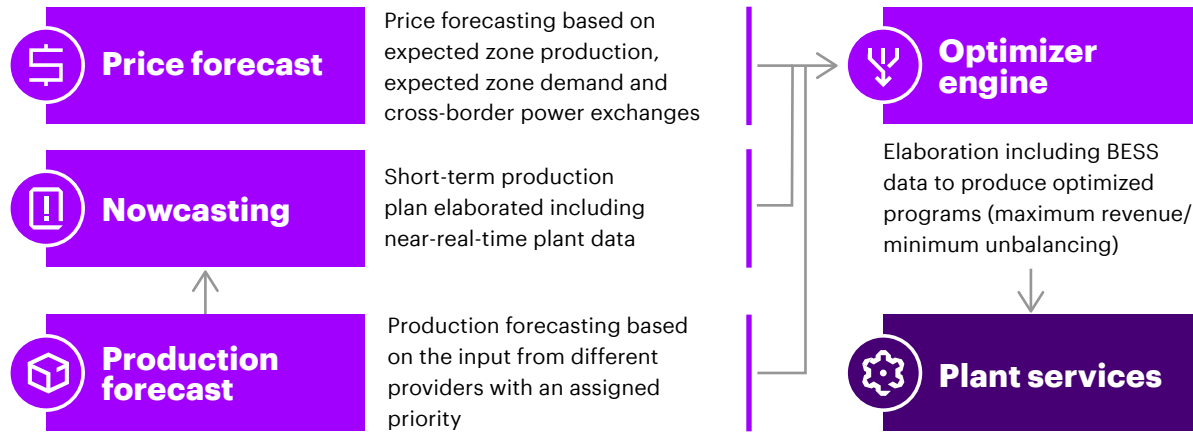 Price forecast
Price forecasting based on
expected zone production,
expected zone demand and
cross-border power exchanges
Nowcasting
Short-term production
plan elaborated including
near-real-time plant data
Production
forecast
Production forecasting based
on the input from different
providers with an assigned
priority
Optimizer
engine
Elaboration including BESS
data to produce optimized
programs (maximum revenue/
minimum unbalancing)
Plant services